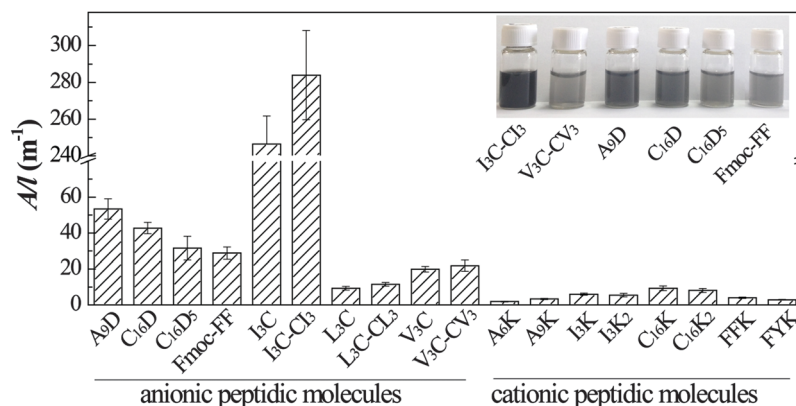 A/l (m⁻¹)
300
280
260
240
60
40
20
0
I₃C-CI₃
V₃C-CV₃
A₉D
C₁₆D
C₁₆D₅
Fmoc-FF
A₉D
C₁₆D
C₁₆D₅
Fmoc-FF
I₃C
I₃C-CI₃
L₃C
L₃C-CL₃
V₃C
V₃C-CV₃
A₆K
A₉K
I₃K
I₃K₂
C₁₆K
C₁₆K₂
FFK
FYK
anionic peptidic molecules
cationic peptidic molecules